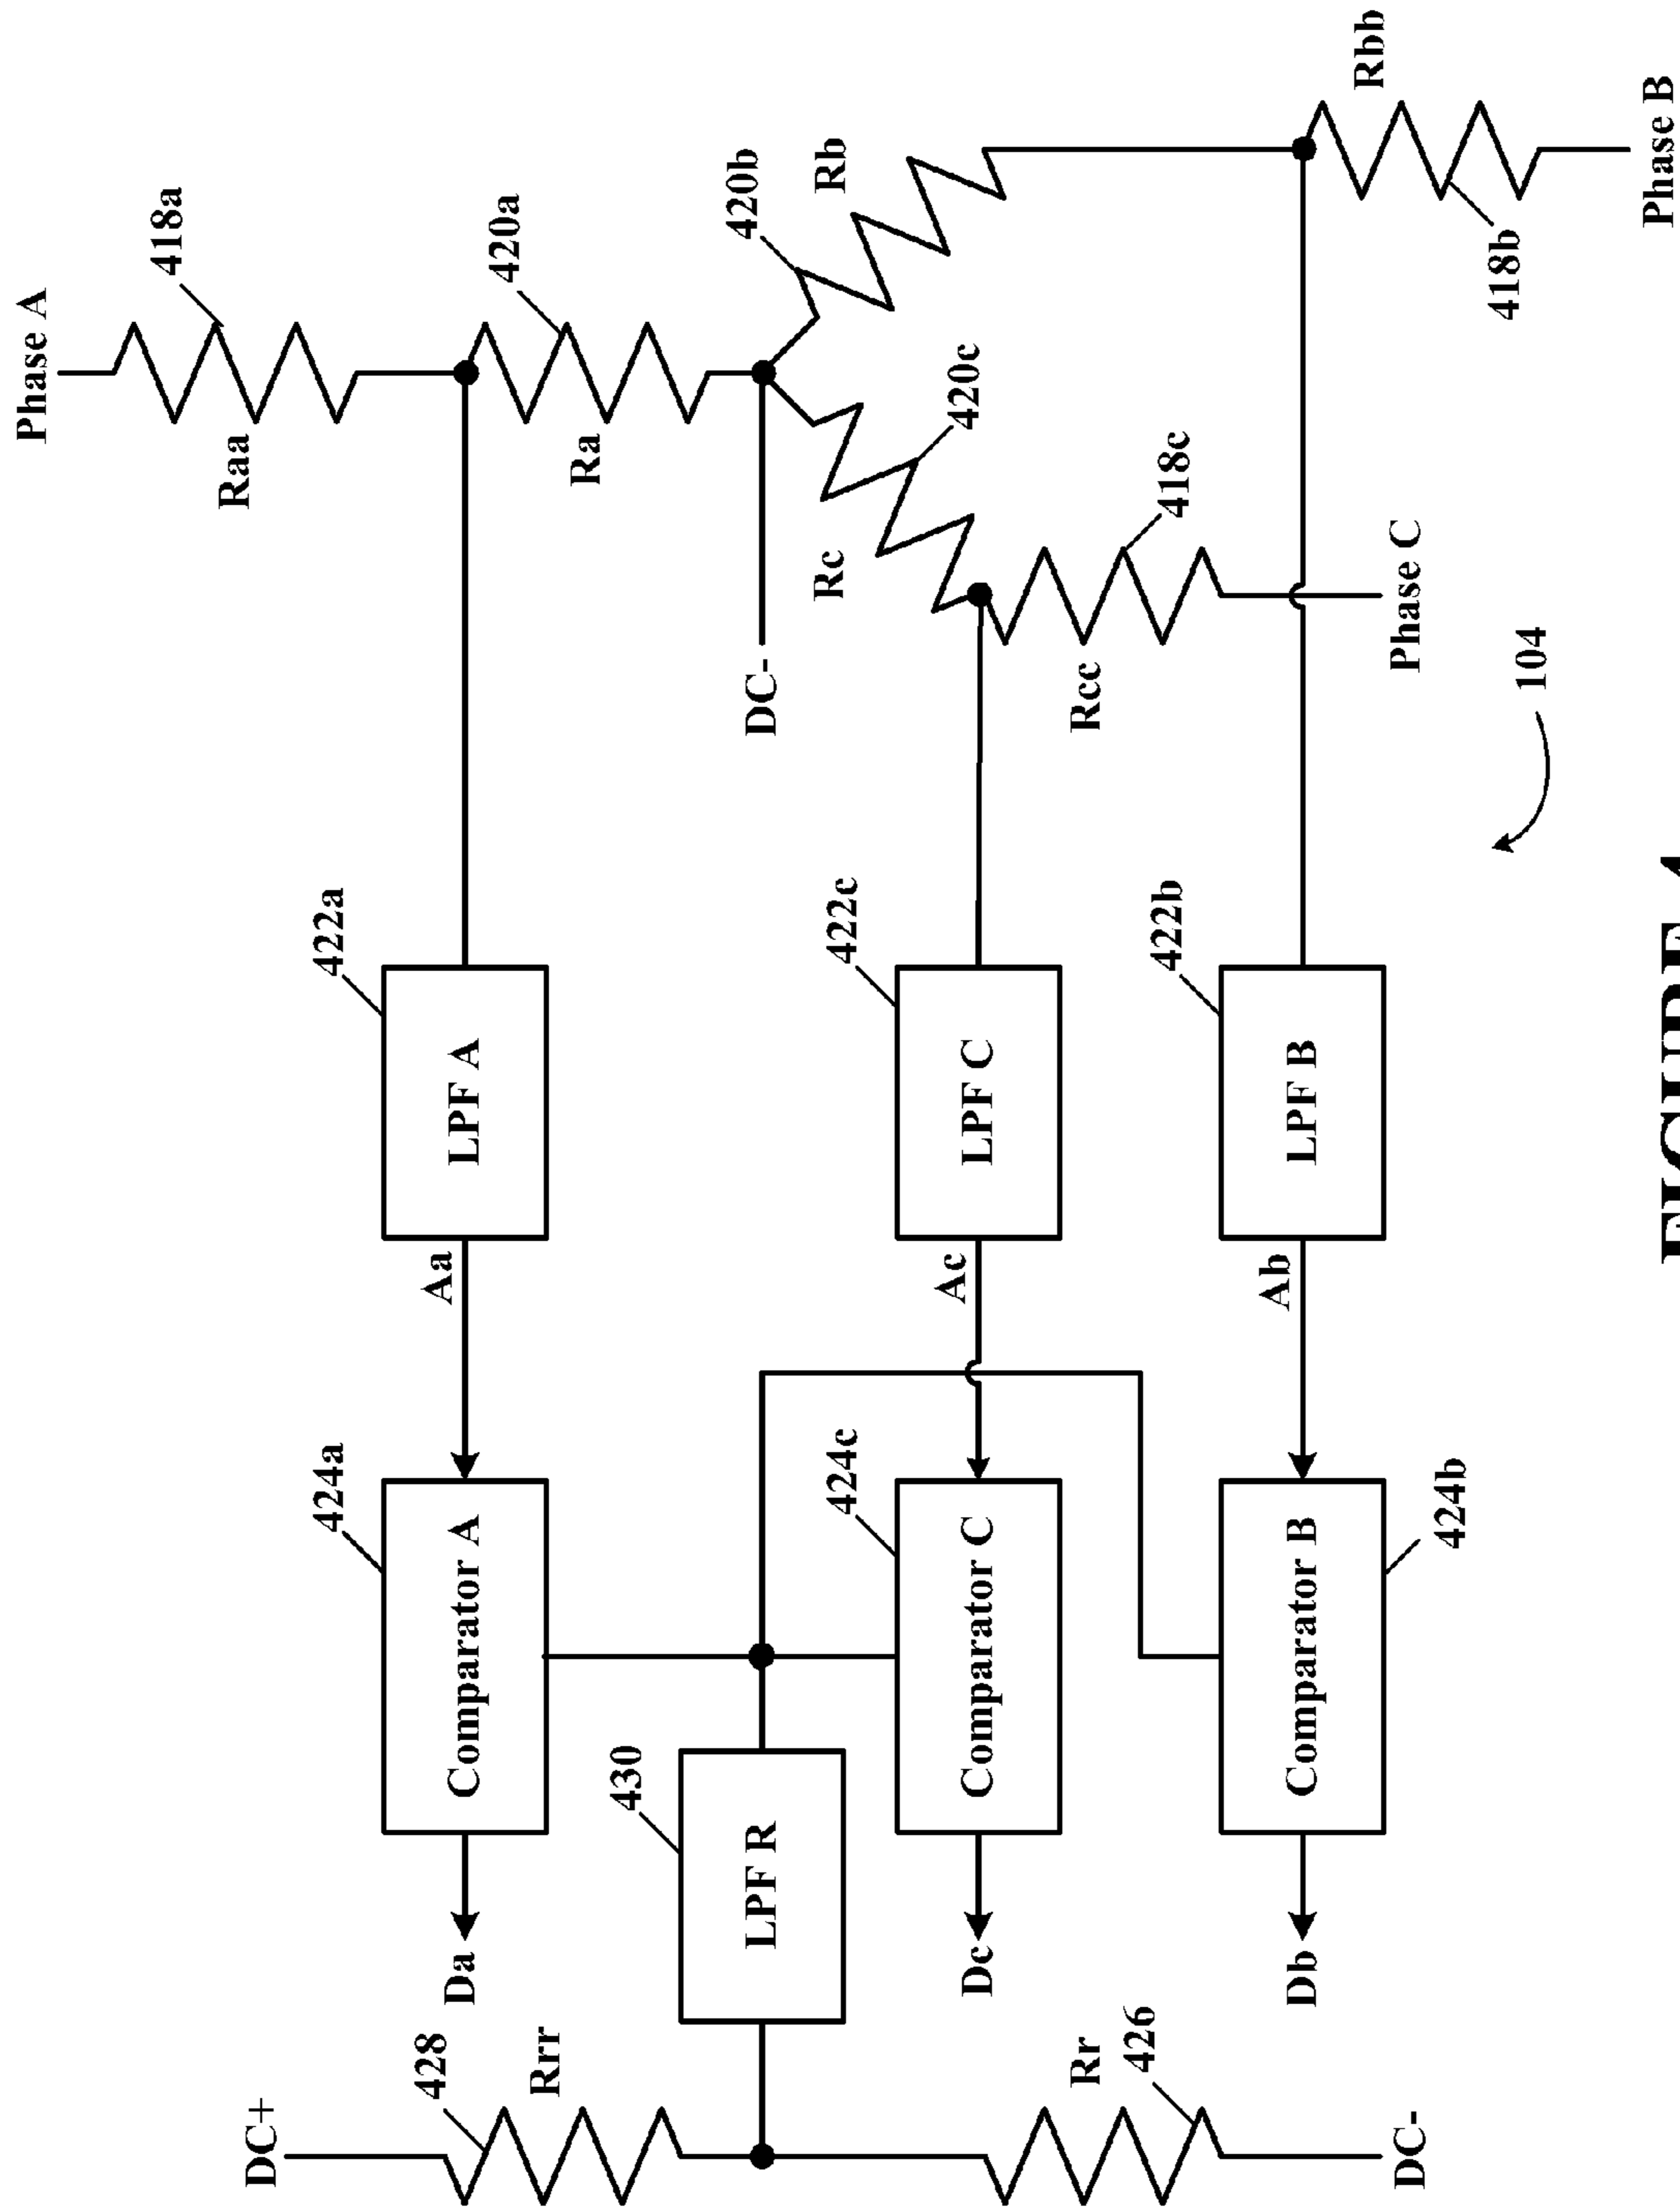 Phase A
418a
Raa
420a
Ra
420b
Rb
Rbb
418b
Phase B
DC-
Rc
420c
418c
Rcc
Phase C
104
422a
LPF A
422c
LPF C
422b
LPF B
Aa
Ac
Ab
424a
Comparator A
424c
Comparator C
424b
Comparator B
430
LPF R
Da
Dc
Db
DC+
428
Rrr
Rr
426
DC-
FIGURE 4